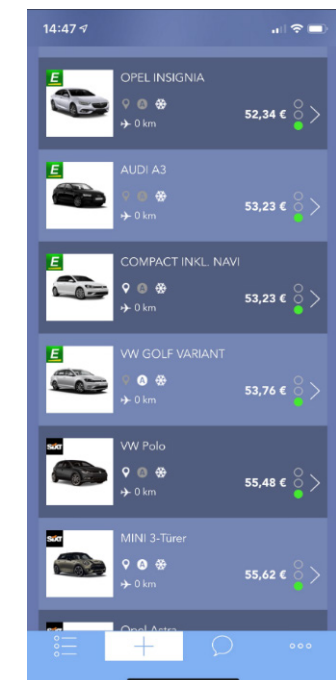 14:47
E
OPEL INSIGNIA
A
0 km
52,34 €
E
AUDI A3
A
0 km
53,23 €
E
COMPACT INKL. NAVI
A
0 km
53,23 €
E
VW GOLF VARIANT
A
0 km
53,76 €
SIXT
VW Polo
A
0 km
55,48 €
SIXT
MINI 3-Türer
A
0 km
55,62 €
Opel Astra